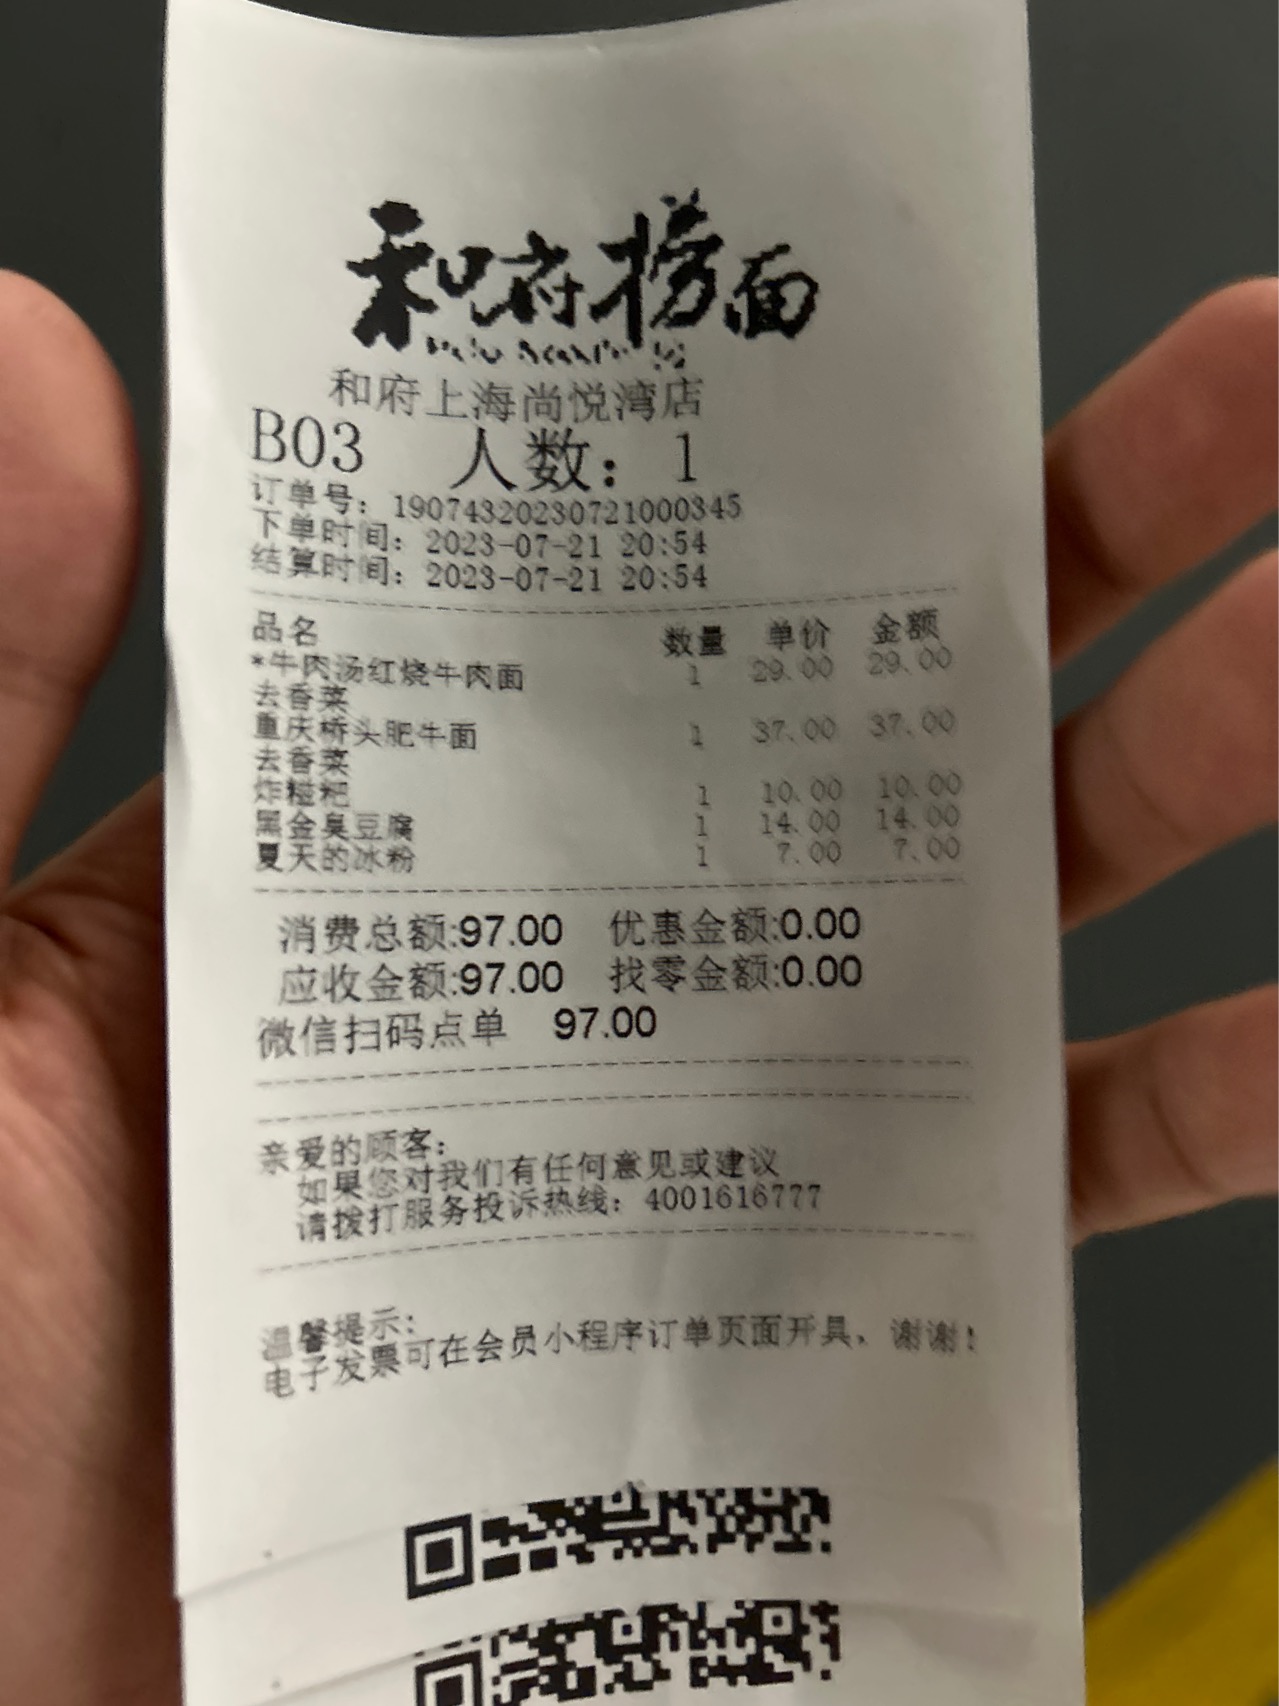 和府捞面
和府上海尚悦湾店
B03 人数：1
订单号：19074320230721000345
下单时间：2023-07-21 20:54
结算时间：2023-07-21 20:54
品名 数量 单价 金额
*牛肉汤红烧牛肉面 1 29.00 29.00
去香菜
重庆桥头肥牛面 1 37.00 37.00
去香菜
炸糍粑 1 10.00 10.00
黑金臭豆腐 1 14.00 14.00
夏天的冰粉 1 7.00 7.00
消费总额:97.00 优惠金额:0.00
应收金额:97.00 找零金额:0.00
微信扫码点单 97.00
亲爱的顾客：
如果您对我们有任何意见或建议
请拨打服务投诉热线：4001616777
温馨提示：
电子发票可在会员小程序订单页面开具，谢谢！